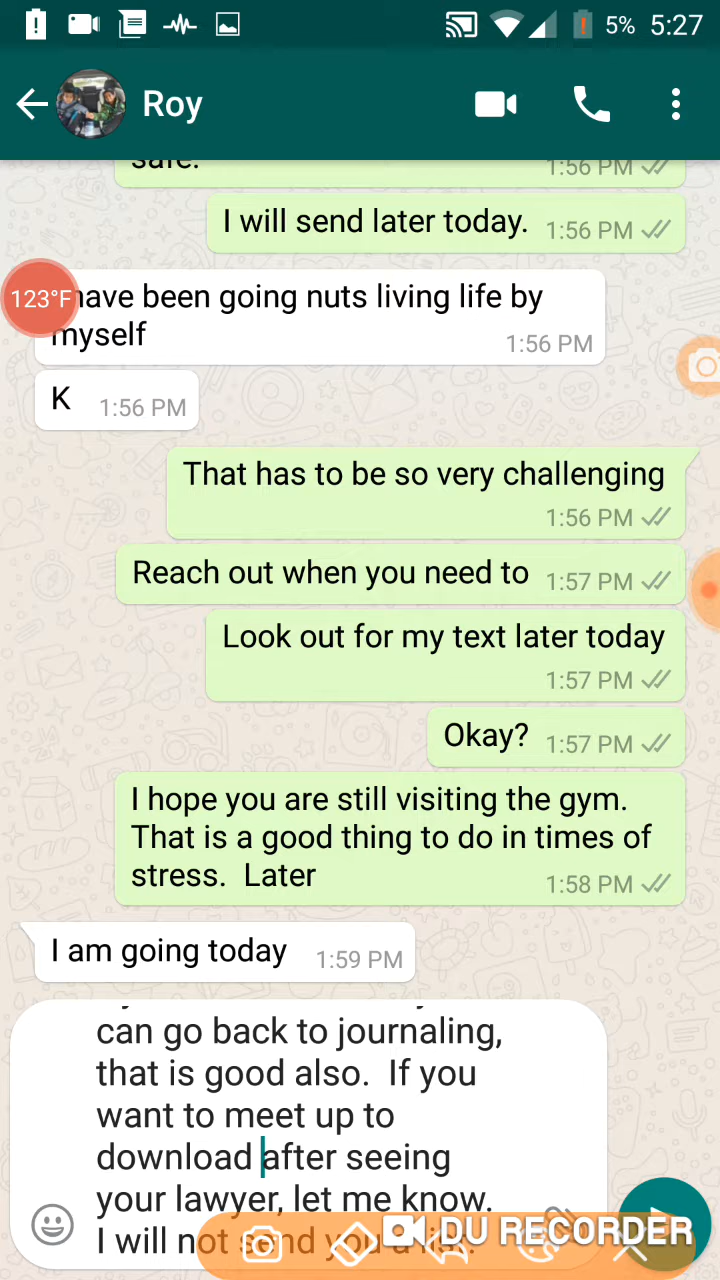 5% 5:27
Roy
safe. 1:56 PM
I will send later today. 1:56 PM
123°F have been going nuts living life by
myself 1:56 PM
K 1:56 PM
That has to be so very challenging
1:56 PM
Reach out when you need to 1:57 PM
Look out for my text later today
1:57 PM
Okay? 1:57 PM
I hope you are still visiting the gym.
That is a good thing to do in times of
stress.  Later 1:58 PM
I am going today 1:59 PM
can go back to journaling,
that is good also.  If you
want to meet up to
download after seeing
your lawyer, let me know.
I will not send you a
DU RECORDER